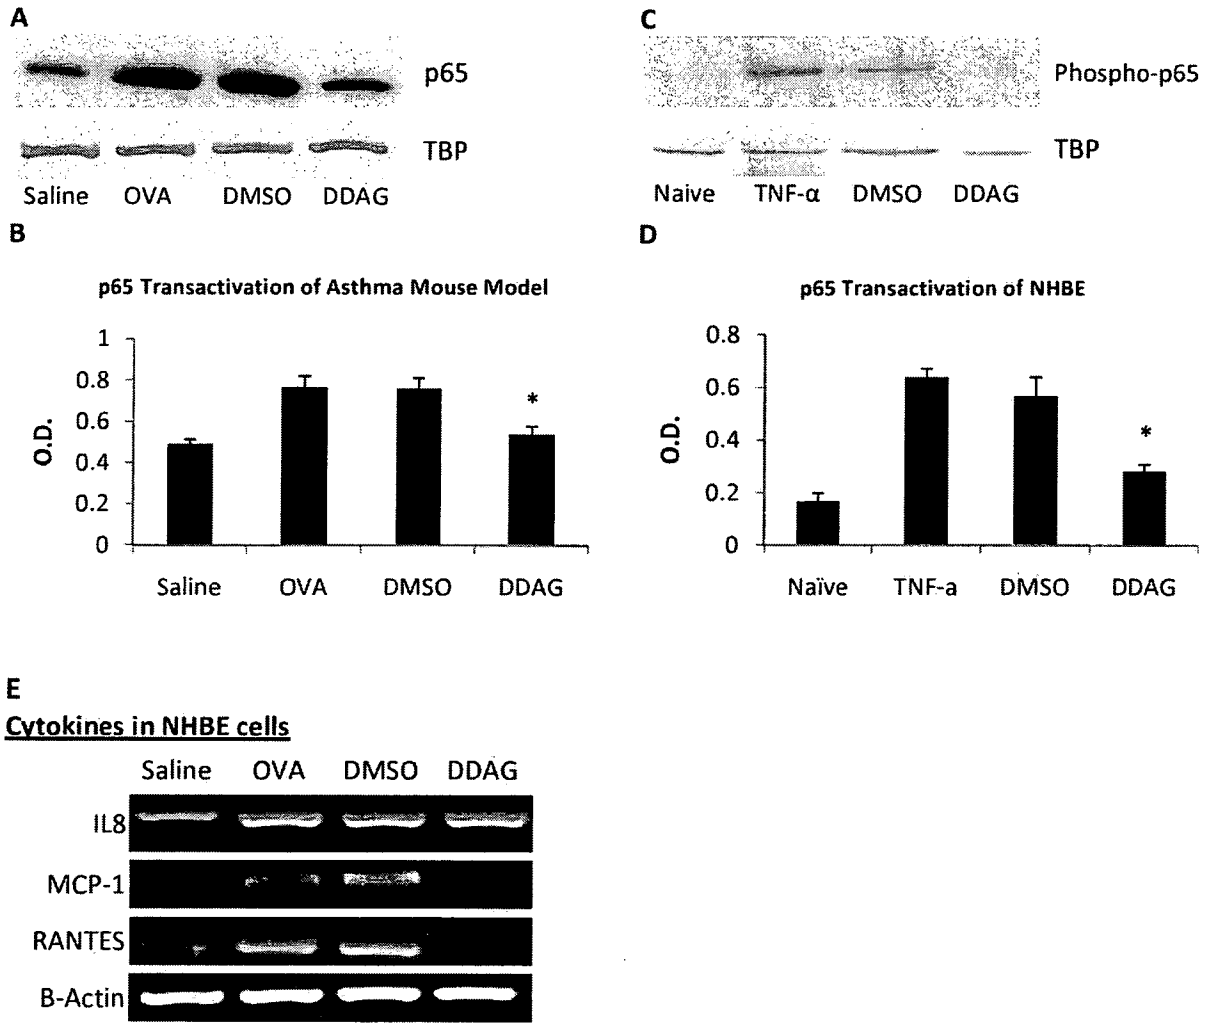 A
p65
TBP
Saline OVA DMSO DDAG
C
Phospho-p65
TBP
Naive TNF-α DMSO DDAG
B
p65 Transactivation of Asthma Mouse Model
O.D.
1
0.8
0.6
0.4
0.2
0
*
Saline OVA DMSO DDAG
D
p65 Transactivation of NHBE
O.D.
0.8
0.6
0.4
0.2
0
*
Naïve TNF-a DMSO DDAG
E
Cytokines in NHBE cells
Saline OVA DMSO DDAG
IL8
MCP-1
RANTES
B-Actin